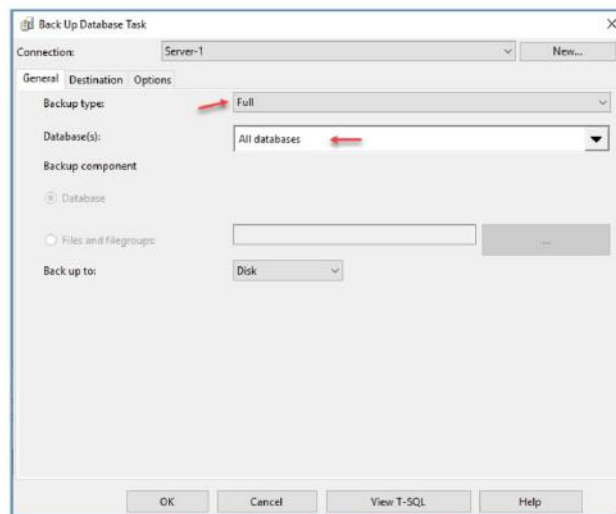 Back Up Database Task
Connection: Server-1 New...
General Destination Options
Backup type: Full
Database(s): All databases
Backup component
Database
Files and filegroups: ...
Back up to: Disk
OK Cancel View T-SQL Help